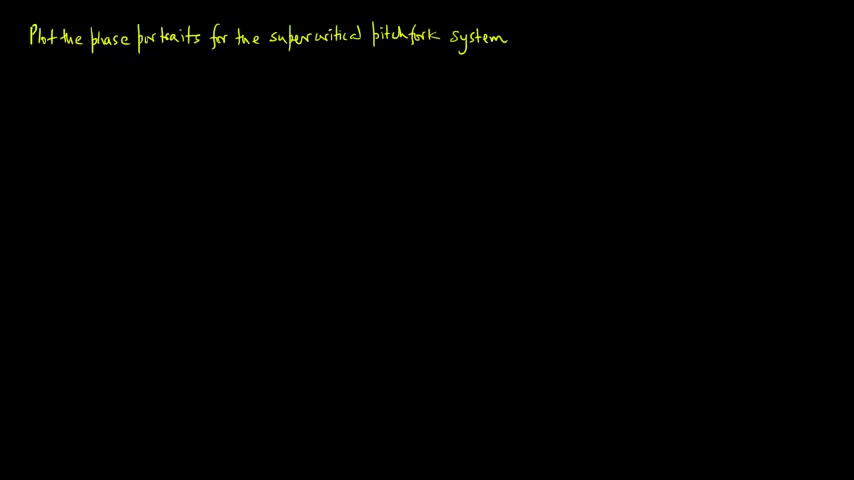 Plot the phase portraits for the supercritical pitchfork system